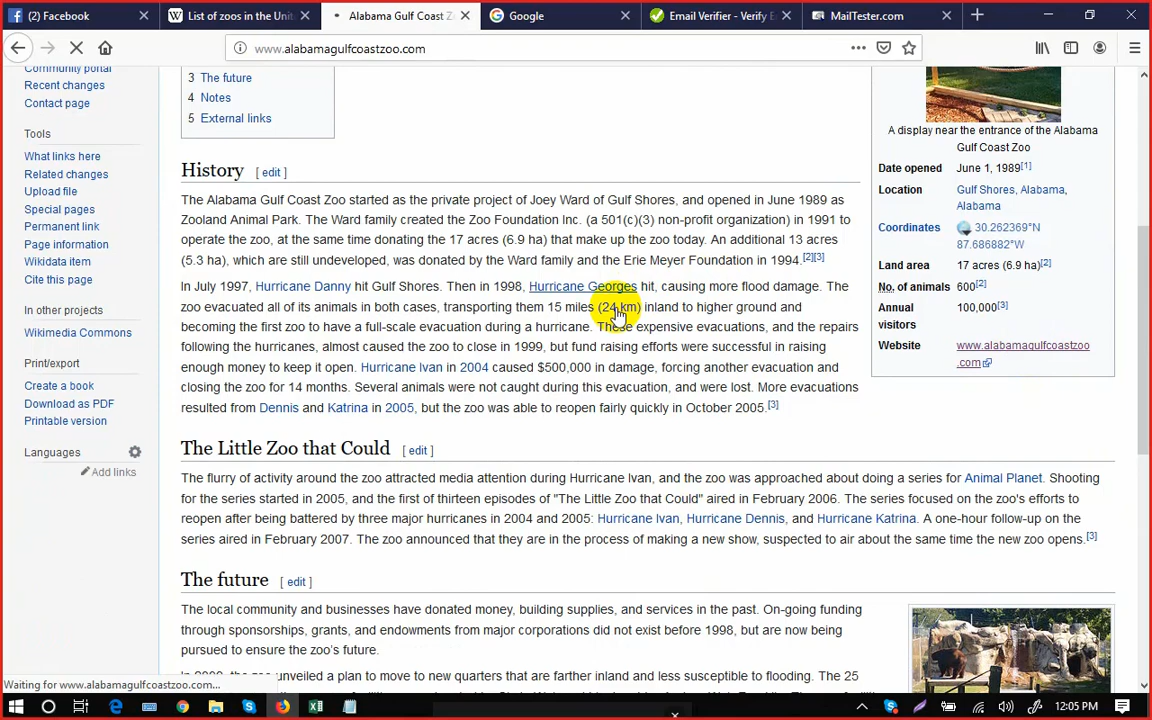 (2) Facebook
List of zoos in the Unit
Alabama Gulf Coast Zo
Google
Email Verifier - Verify E
MailTester.com
www.alabamagulfcoastzoo.com
Community portal
Recent changes
Contact page
Tools
What links here
Related changes
Upload file
Special pages
Permanent link
Page information
Wikidata item
Cite this page
In other projects
Wikimedia Commons
Print/export
Create a book
Download as PDF
Printable version
Languages
Add links
3 The future
4 Notes
5 External links
History [ edit ]
The Alabama Gulf Coast Zoo started as the private project of Joey Ward of Gulf Shores, and opened in June 1989 as
Zooland Animal Park. The Ward family created the Zoo Foundation Inc. (a 501(c)(3) non-profit organization) in 1991 to
operate the zoo, at the same time donating the 17 acres (6.9 ha) that make up the zoo today. An additional 13 acres
(5.3 ha), which are still undeveloped, was donated by the Ward family and the Erie Meyer Foundation in 1994.[2][3]
In July 1997, Hurricane Danny hit Gulf Shores. Then in 1998, Hurricane Georges hit, causing more flood damage. The
zoo evacuated all of its animals in both cases, transporting them 15 miles (24 km) inland to higher ground and
becoming the first zoo to have a full-scale evacuation during a hurricane. These expensive evacuations, and the repairs
following the hurricanes, almost caused the zoo to close in 1999, but fund raising efforts were successful in raising
enough money to keep it open. Hurricane Ivan in 2004 caused $500,000 in damage, forcing another evacuation and
closing the zoo for 14 months. Several animals were not caught during this evacuation, and were lost. More evacuations
resulted from Dennis and Katrina in 2005, but the zoo was able to reopen fairly quickly in October 2005.[3]
A display near the entrance of the Alabama
Gulf Coast Zoo
Date opened June 1, 1989[1]
Location Gulf Shores, Alabama,
Alabama
Coordinates 30.262369°N
87.686882°W
Land area 17 acres (6.9 ha)[2]
No. of animals 600[2]
Annual 100,000[3]
visitors
Website www.alabamagulfcoastzoo
.com
The Little Zoo that Could [ edit ]
The flurry of activity around the zoo attracted media attention during Hurricane Ivan, and the zoo was approached about doing a series for Animal Planet. Shooting
for the series started in 2005, and the first of thirteen episodes of "The Little Zoo that Could" aired in February 2006. The series focused on the zoo's efforts to
reopen after being battered by three major hurricanes in 2004 and 2005: Hurricane Ivan, Hurricane Dennis, and Hurricane Katrina. A one-hour follow-up on the
series aired in February 2007. The zoo announced that they are in the process of making a new show, suspected to air about the same time the new zoo opens.[3]
The future [ edit ]
The local community and businesses have donated money, building supplies, and services in the past. On-going funding
through sponsorships, grants, and endowments from major corporations did not exist before 1998, but are now being
pursued to ensure the zoo's future.
unveiled a plan to move to new quarters that are farther inland and less susceptible to flooding. The 25
Waiting for www.alabamagulfcoastzoo.com...
12:05 PM